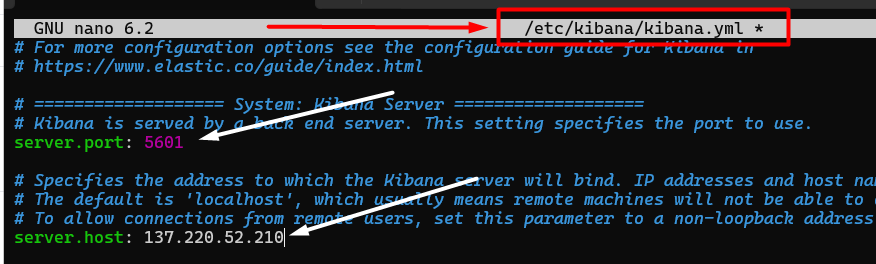 GNU nano 6.2 /etc/kibana/kibana.yml *
# For more configuration options see the configuration guide for Kibana in
# https://www.elastic.co/guide/index.html
# =================== System: Kibana Server ===================
# Kibana is served by a back end server. This setting specifies the port to use.
server.port: 5601
# Specifies the address to which the Kibana server will bind. IP addresses and host
# The default is 'localhost', which usually means remote machines will not be able to
# To allow connections from remote users, set this parameter to a non-loopback address
server.host: 137.220.52.210